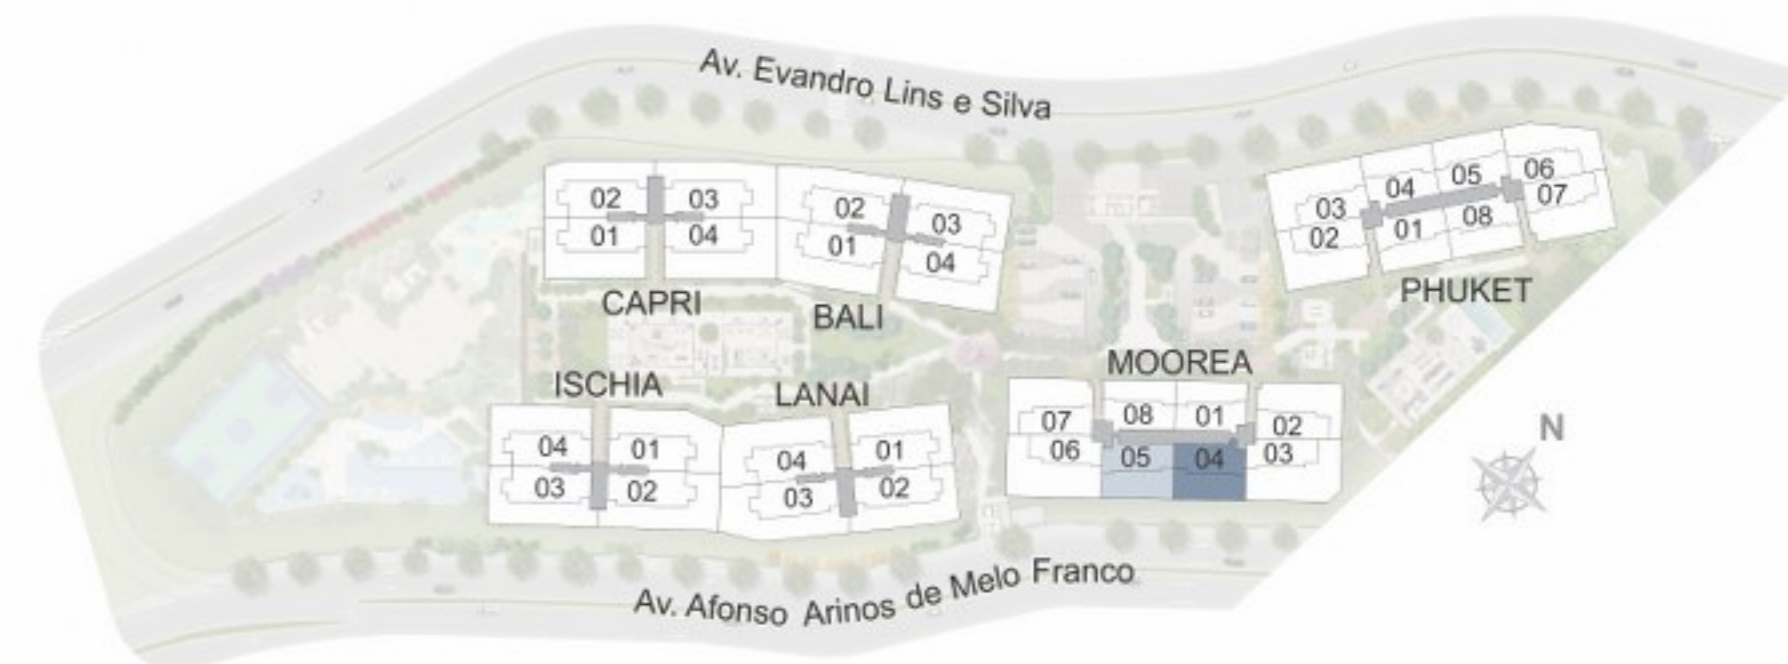 Av. Evandro Lins e Silva
02 03
01 04
CAPRI
02 03
01 04
BALI
03 04 05 06
02 01 08 07
PHUKET
ISCHIA
04 01
03 02
LANAI
04 01
03 02
MOOREA
07 08 01 02
06 05 04 03
N
Av. Afonso Arinos de Melo Franco